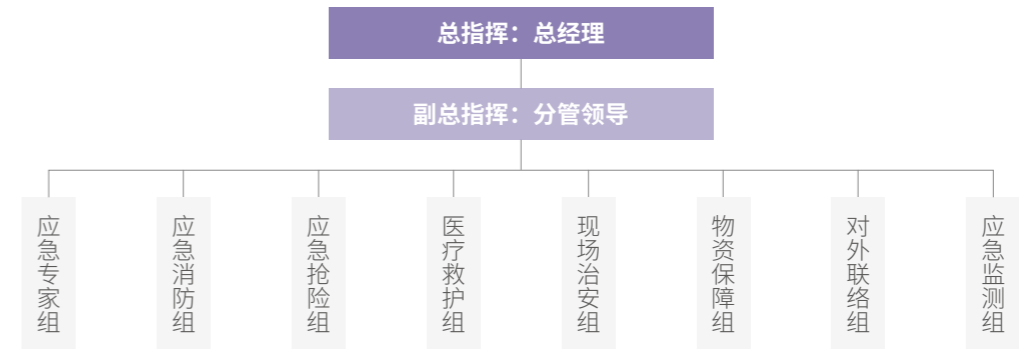 总指挥：总经理
副总指挥：分管领导
应急专家组
应急消防组
应急抢险组
医疗救护组
现场治安组
物资保障组
对外联络组
应急监测组